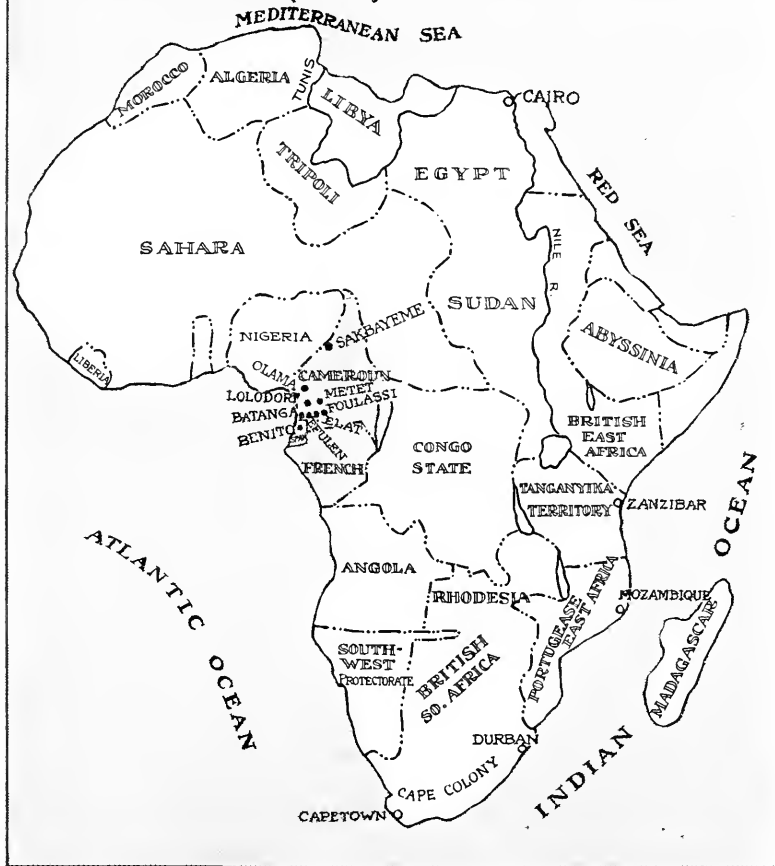 MEDITERRANEAN SEA
MOROCCO
ALGERIA
TUNIS
LIBYA
CAIRO
TRIPOLI
EGYPT
RED SEA
SAHARA
NILE R.
SUDAN
NIGERIA
SAKBAYEME
ABYSSINIA
LIBERIA
OLAMA
CAMEROUN
LOLODORF
METET
FOULASSI
BATANGA
ELAT
BENITO
EFULEN
BRITISH
EAST
AFRICA
FRENCH
CONGO
STATE
TANGANYIKA
TERRITORY
ZANZIBAR
ATLANTIC OCEAN
ANGOLA
RHODESIA
MOZAMBIQUE
PORTUGEASE
EAST AFRICA
MADAGASCAR
SOUTH-
WEST
PROTECTORATE
BRITISH
SO. AFRICA
DURBAN
CAPE COLONY
CAPETOWN
INDIAN OCEAN